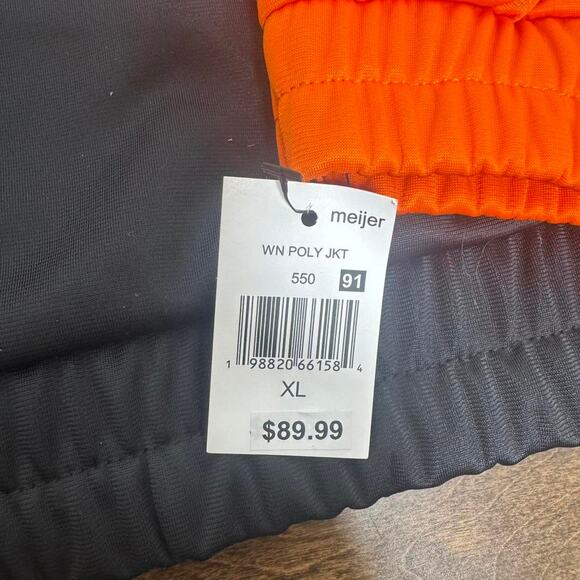 meijer
WN POLY JKT
550 91
1 98820 66158 4
XL
$89.99